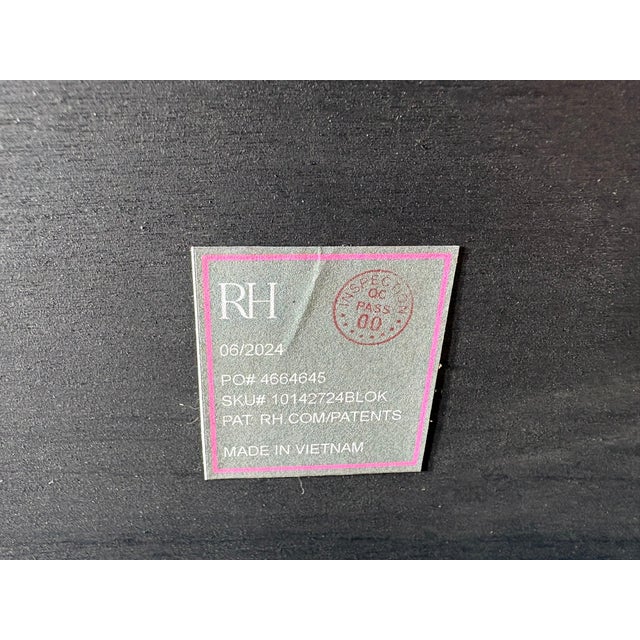 RH
INSPECTION
QC
PASS
00
06/2024
PO# 4664645
SKU# 10142724BLOK
PAT. RH.COM/PATENTS
MADE IN VIETNAM